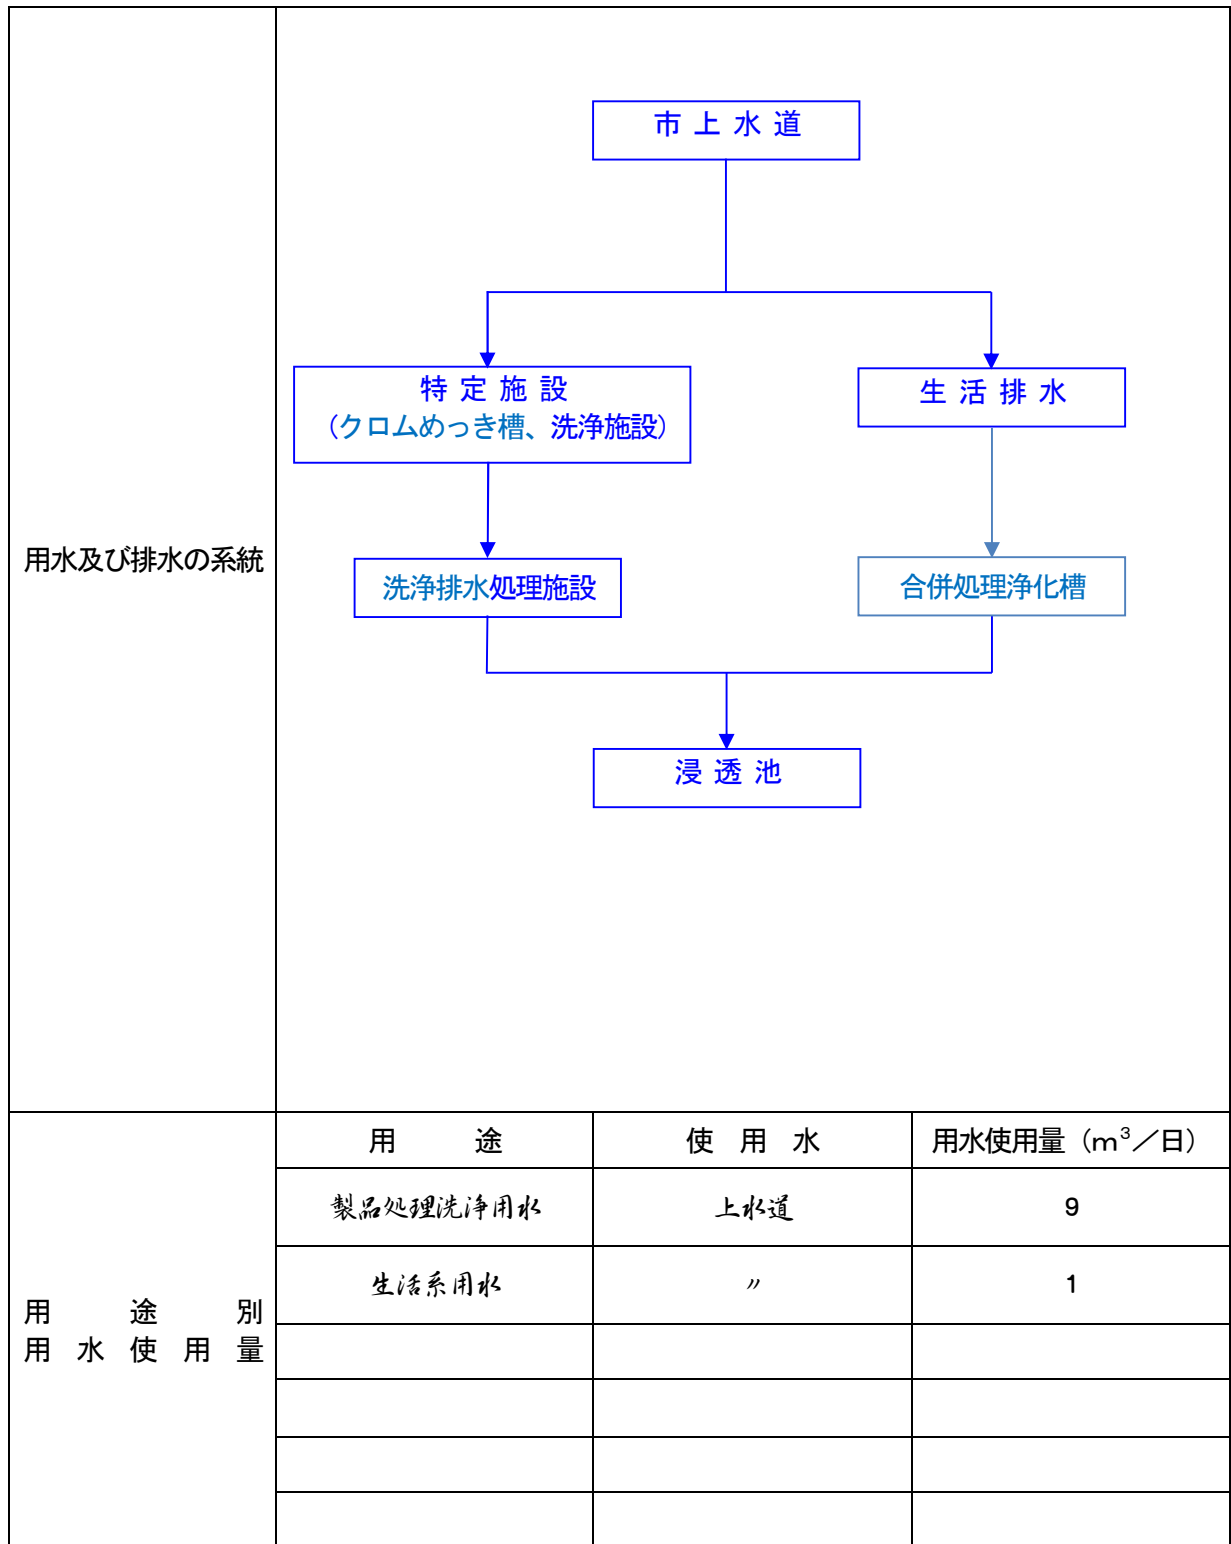 市上水道
特定施設
（クロムめっき槽、洗浄施設）
生活排水
用水及び排水の系統
洗浄排水処理施設
合併処理浄化槽
浸透池
用途 使用水 用水使用量（ｍ³／日）
製品処理洗浄用水 上水道 9
生活系用水 〃 1
用途別
用水使用量